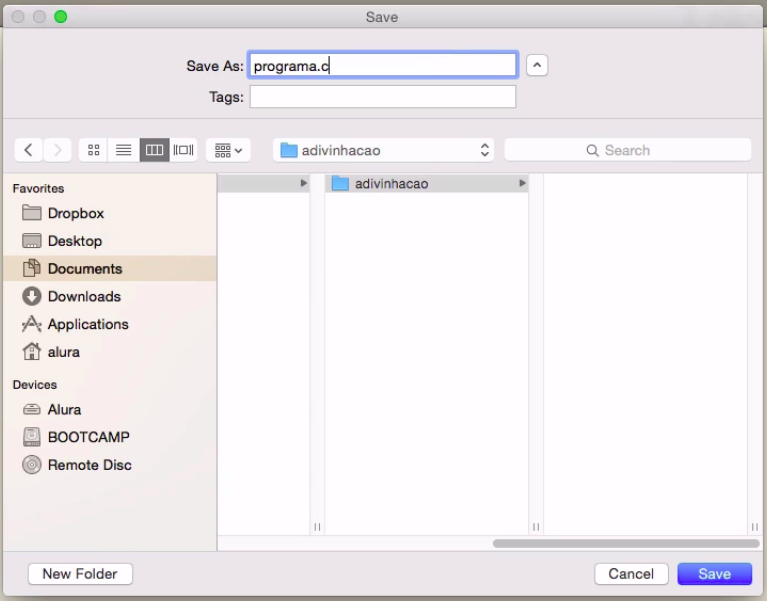 Save
Save As: programa.c
Tags:
adivinhacao
Search
Favorites
Dropbox
Desktop
Documents
Downloads
Applications
alura
Devices
Alura
BOOTCAMP
Remote Disc
adivinhacao
New Folder
Cancel
Save